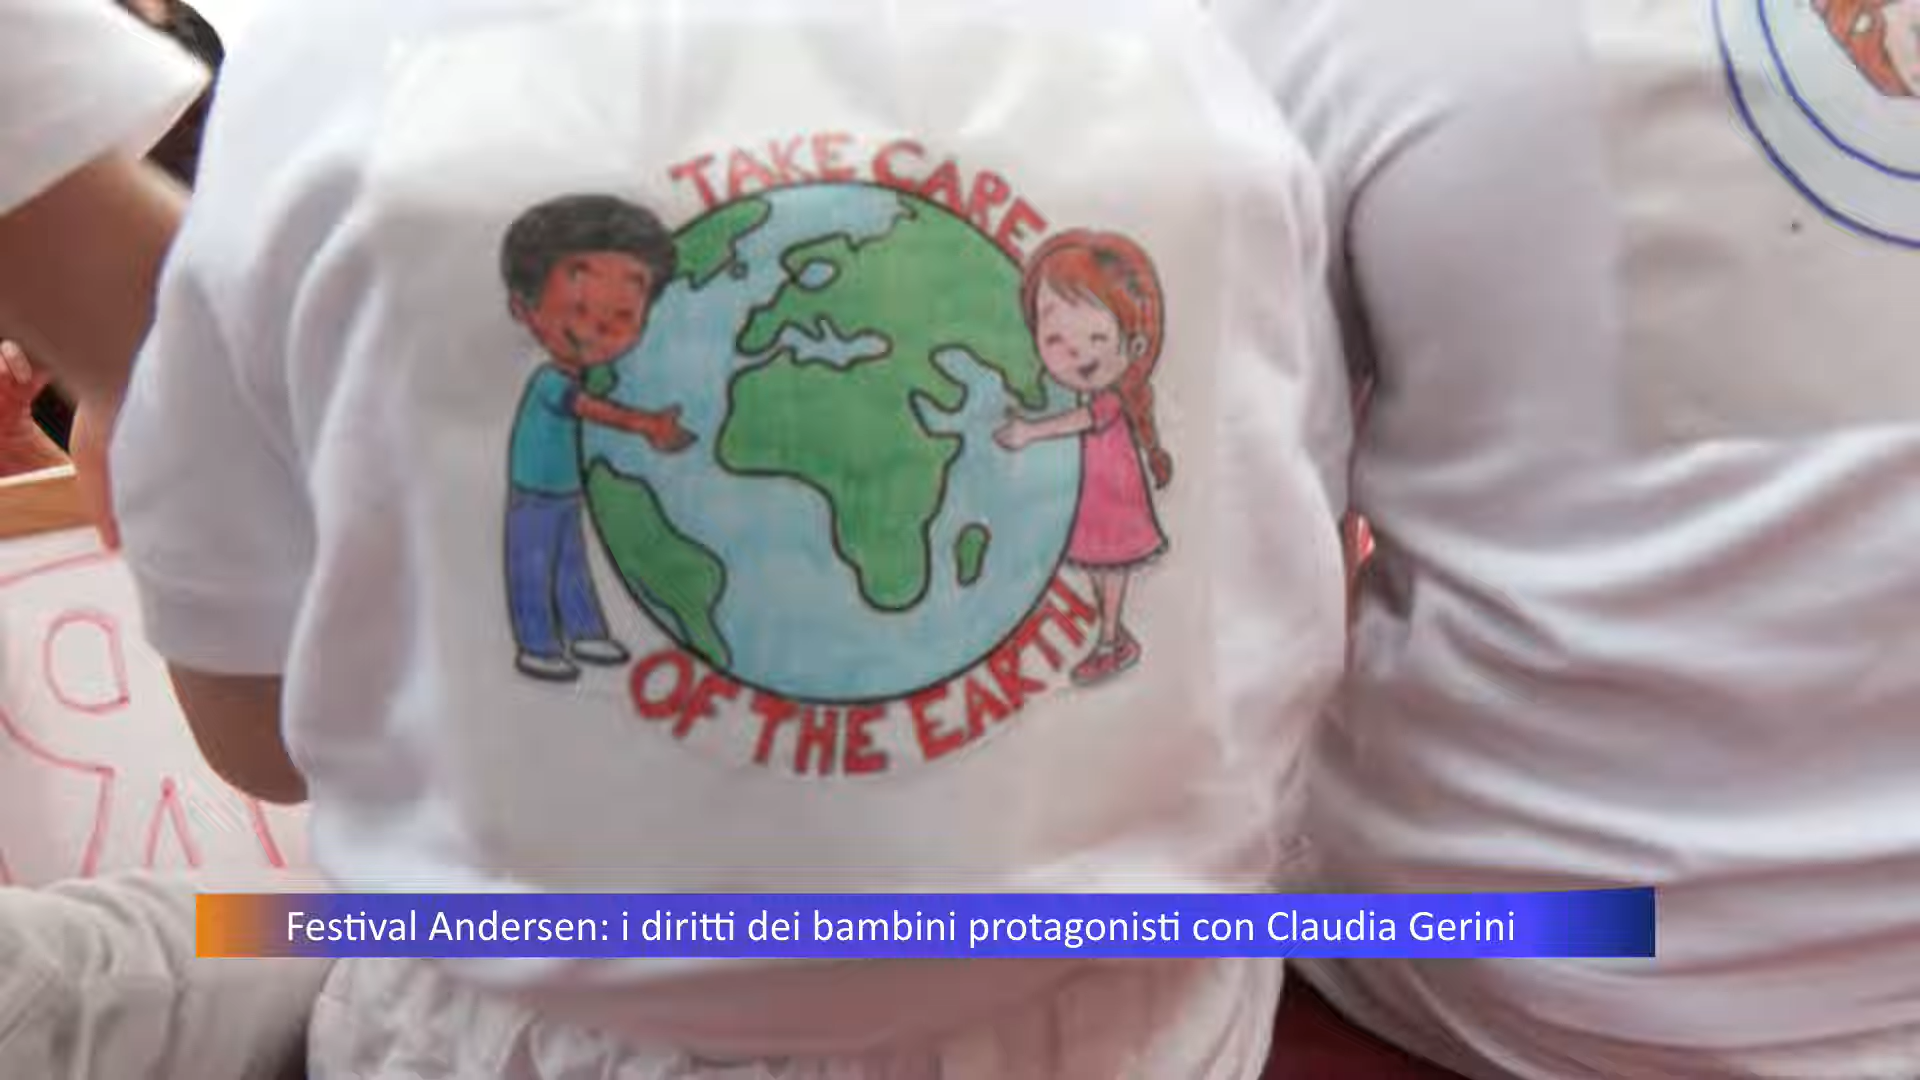 TAKE CARE
OF THE EARTH
Festival Andersen: i diritti dei bambini protagonisti con Claudia Gerini